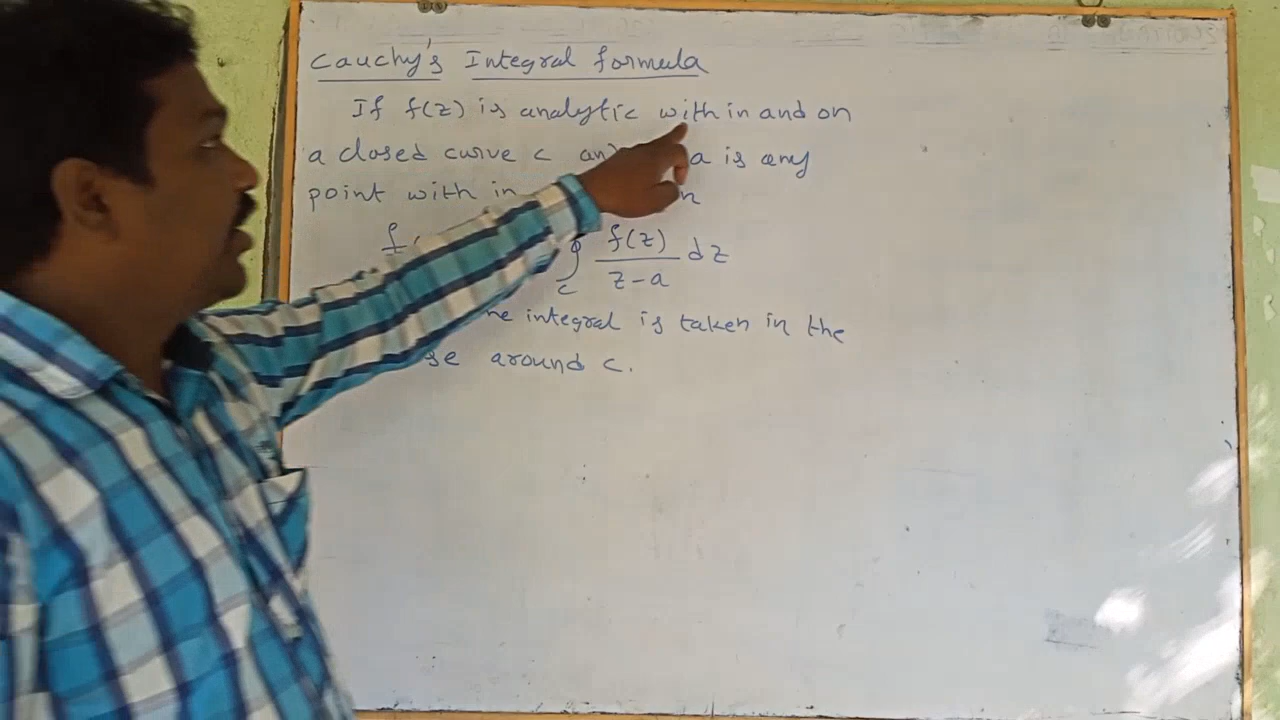 Cauchy's Integral formula
If f(z) is analytic with in and on
a closed curve c a is any
point with in
f( ∮c f(z)/(z-a) dz
integral is taken in the
around c.